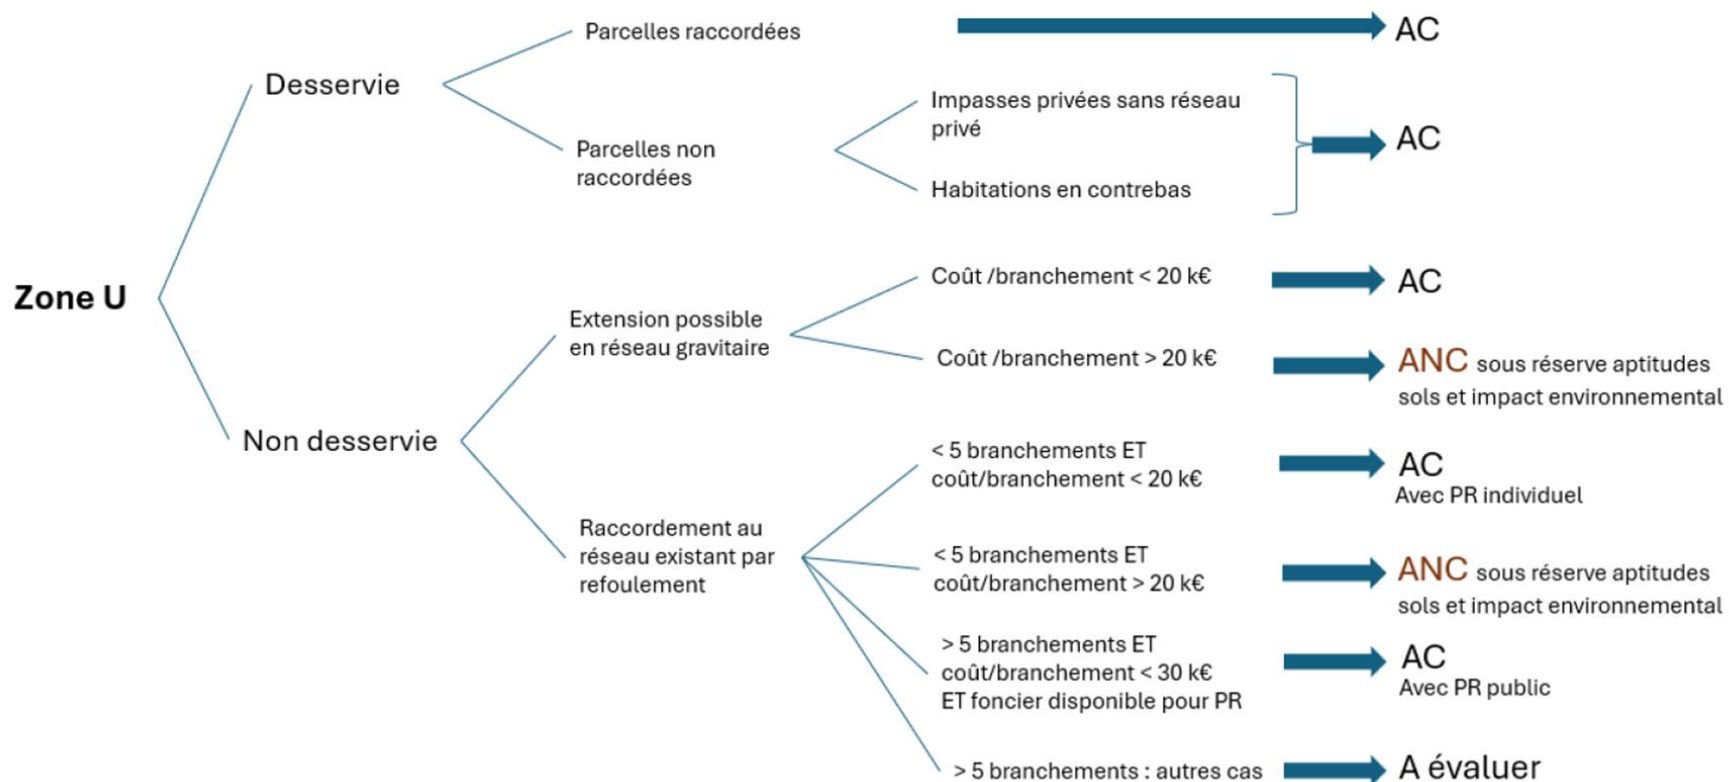 Parcelles raccordées
AC
Desservie
Impasses privées sans réseau
privé
AC
Parcelles non
raccordées
Habitations en contrebas
Zone U
Coût /branchement < 20 k€
AC
Extension possible
en réseau gravitaire
Coût /branchement > 20 k€
ANC sous réserve aptitudes
sols et impact environnemental
Non desservie
< 5 branchements ET
coût/branchement < 20 k€
AC
Avec PR individuel
Raccordement au
réseau existant par
refoulement
< 5 branchements ET
coût/branchement > 20 k€
ANC sous réserve aptitudes
sols et impact environnemental
> 5 branchements ET
coût/branchement < 30 k€
ET foncier disponible pour PR
AC
Avec PR public
> 5 branchements : autres cas
A évaluer